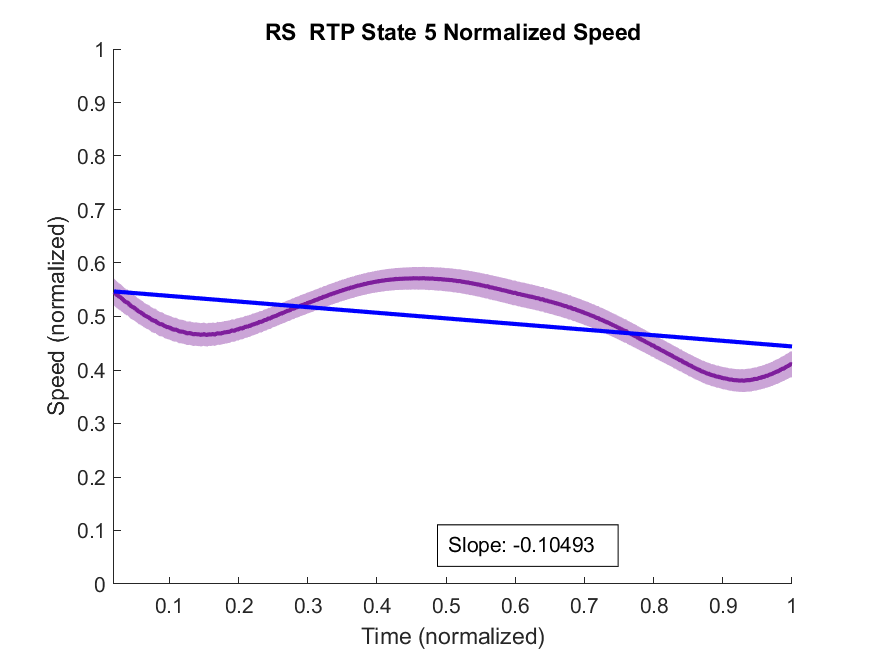 RS  RTP State 5 Normalized Speed
1
0.9
0.8
0.7
0.6
0.5
0.4
0.3
0.2
0.1
0
Speed (normalized)
Slope: -0.10493
0.1 0.2 0.3 0.4 0.5 0.6 0.7 0.8 0.9 1
Time (normalized)